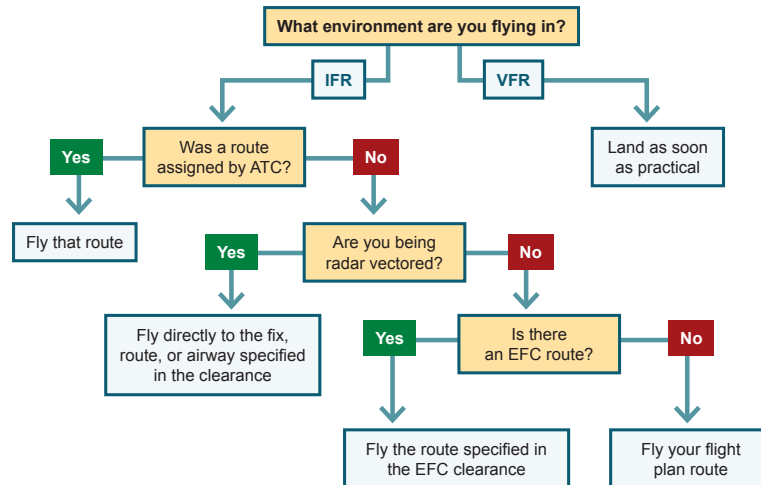 What environment are you flying in?
IFR
VFR
Was a route
assigned by ATC?
Yes
No
Land as soon
as practical
Fly that route
Are you being
radar vectored?
Yes
No
Fly directly to the fix,
route, or airway specified
in the clearance
Is there
an EFC route?
Yes
No
Fly the route specified in
the EFC clearance
Fly your flight
plan route